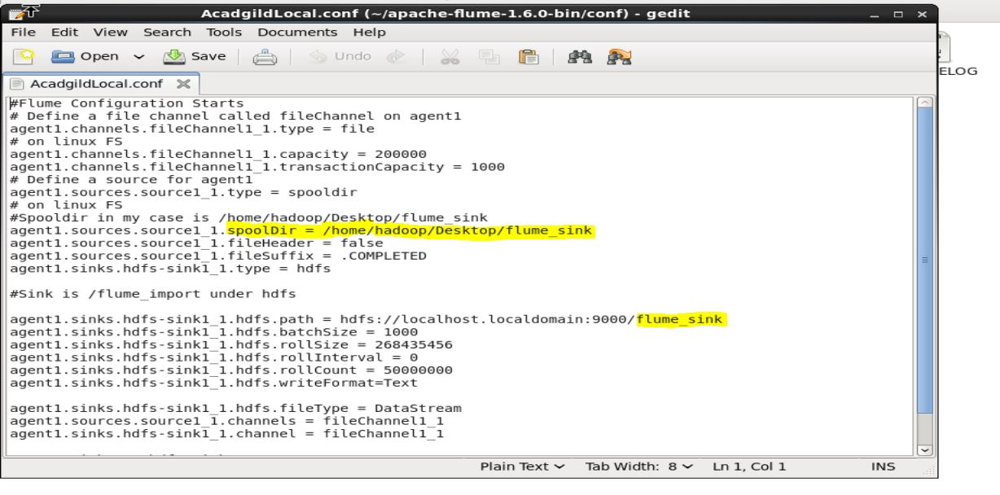 AcadgildLocal.conf (~/apache-flume-1.6.0-bin/conf) - gedit
File Edit View Search Tools Documents Help
Open Save Undo
ELOG
AcadgildLocal.conf
#Flume Configuration Starts
# Define a file channel called fileChannel on agent1
agent1.channels.fileChannel1_1.type = file
# on linux FS
agent1.channels.fileChannel1_1.capacity = 200000
agent1.channels.fileChannel1_1.transactionCapacity = 1000
# Define a source for agent1
agent1.sources.source1_1.type = spooldir
# on linux FS
#Spooldir in my case is /home/hadoop/Desktop/flume_sink
agent1.sources.source1_1.spoolDir = /home/hadoop/Desktop/flume_sink
agent1.sources.source1_1.fileHeader = false
agent1.sources.source1_1.fileSuffix = .COMPLETED
agent1.sinks.hdfs-sink1_1.type = hdfs
#Sink is /flume_import under hdfs
agent1.sinks.hdfs-sink1_1.hdfs.path = hdfs://localhost.localdomain:9000/flume_sink
agent1.sinks.hdfs-sink1_1.hdfs.batchSize = 1000
agent1.sinks.hdfs-sink1_1.hdfs.rollSize = 268435456
agent1.sinks.hdfs-sink1_1.hdfs.rollInterval = 0
agent1.sinks.hdfs-sink1_1.hdfs.rollCount = 50000000
agent1.sinks.hdfs-sink1_1.hdfs.writeFormat=Text
agent1.sinks.hdfs-sink1_1.hdfs.fileType = DataStream
agent1.sources.source1_1.channels = fileChannel1_1
agent1.sinks.hdfs-sink1_1.channel = fileChannel1_1
Plain Text Tab Width: 8 Ln 1, Col 1 INS